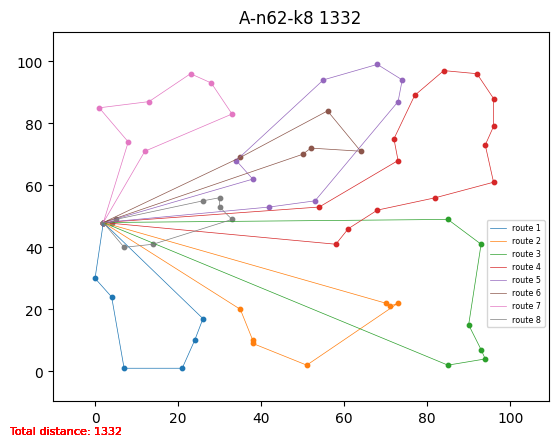 A-n62-k8 1332
100
80
60
40
20
0
route 1
route 2
route 3
route 4
route 5
route 6
route 7
route 8
0 20 40 60 80 100
Total distance: 1332